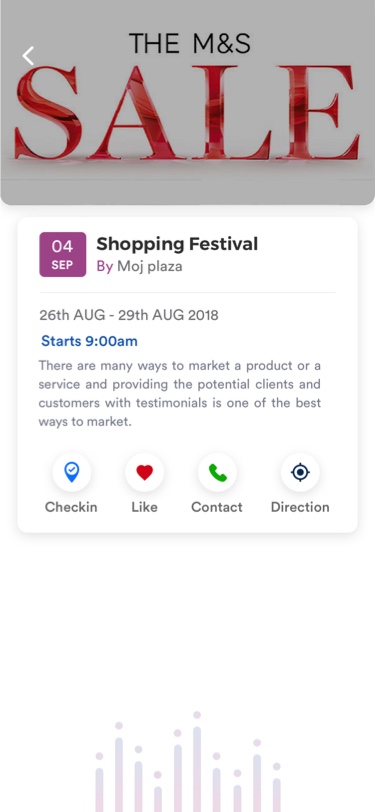 THE M&S
SALE
04
SEP
Shopping Festival
By Moj plaza
26th AUG - 29th AUG 2018
Starts 9:00am
There are many ways to market a product or a
service and providing the potential clients and
customers with testimonials is one of the best
ways to market.
Checkin
Like
Contact
Direction